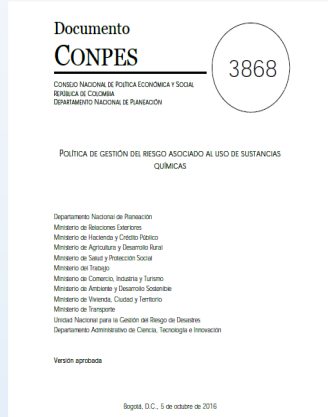 Documento
CONPES
3868
CONSEJO NACIONAL DE POLÍTICA ECONÓMICA Y SOCIAL
REPÚBLICA DE COLOMBIA
DEPARTAMENTO NACIONAL DE PLANEACIÓN
POLÍTICA DE GESTIÓN DEL RIESGO ASOCIADO AL USO DE SUSTANCIAS
QUÍMICAS
Departamento Nacional de Planeación
Ministerio de Relaciones Exteriores
Ministerio de Hacienda y Crédito Público
Ministerio de Agricultura y Desarrollo Rural
Ministerio de Salud y Protección Social
Ministerio del Trabajo
Ministerio de Comercio, Industria y Turismo
Ministerio de Ambiente y Desarrollo Sostenible
Ministerio de Vivienda, Ciudad y Territorio
Ministerio de Transporte
Unidad Nacional para la Gestión del Riesgo de Desastres
Departamento Administrativo de Ciencia, Tecnología e Innovación
Versión aprobada
Bogotá, D.C., 5 de octubre de 2016